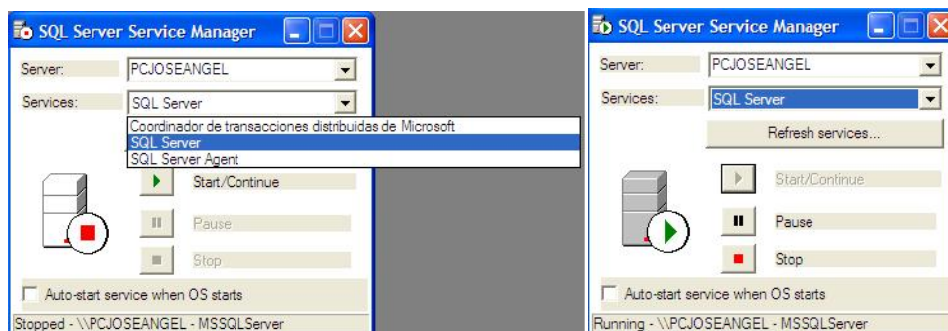 SQL Server Service Manager
Server: PCJOSEANGEL
Services: SQL Server
Coordinador de transacciones distribuidas de Microsoft
SQL Server
SQL Server Agent
Start/Continue
Pause
Stop
Auto-start service when OS starts
Stopped - \\PCJOSEANGEL - MSSQLServer
SQL Server Service Manager
Server: PCJOSEANGEL
Services: SQL Server
Refresh services...
Start/Continue
Pause
Stop
Auto-start service when OS starts
Running - \\PCJOSEANGEL - MSSQLServer